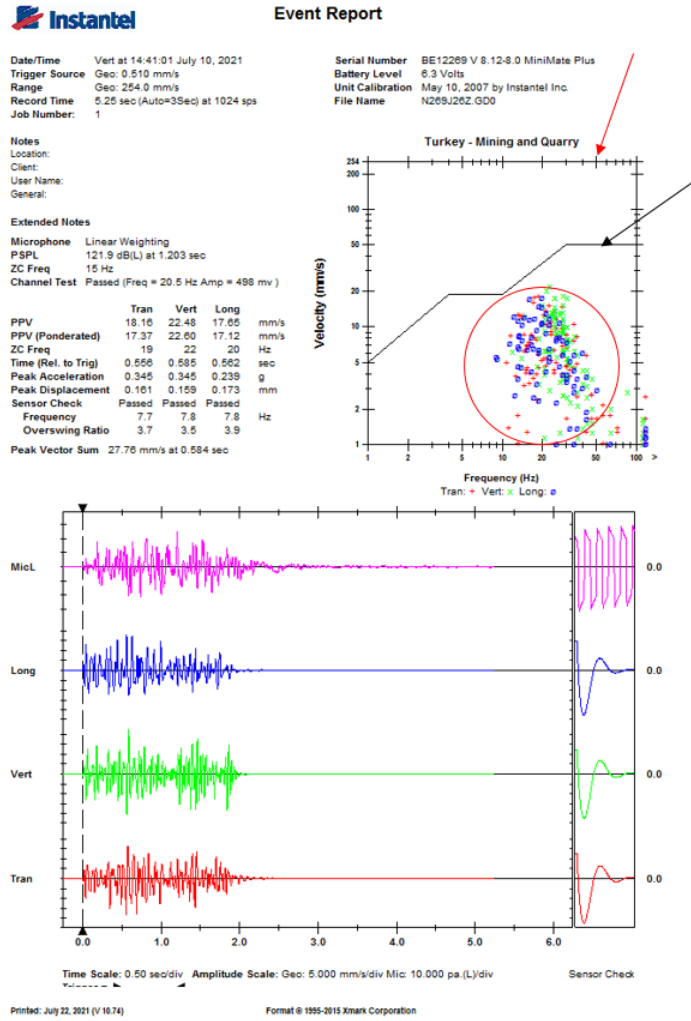 Instantel
Event Report
Date/Time Vert at 14:41:01 July 10, 2021
Trigger Source Geo: 0.510 mm/s
Range Geo: 254.0 mm/s
Record Time 5.25 sec (Auto=3Sec) at 1024 sps
Job Number: 1
Serial Number BE12269 V 8.12-8.0 MiniMate Plus
Battery Level 6.3 Volts
Unit Calibration May 10, 2007 by Instantel Inc.
File Name N269J26Z.GD0
Notes
Location:
Client:
User Name:
General:
Extended Notes
Microphone Linear Weighting
PSPL 121.9 dB(L) at 1.203 sec
ZC Freq 15 Hz
Channel Test Passed (Freq = 20.5 Hz Amp = 498 mv )
Tran Vert Long
PPV 18.16 22.48 17.65 mm/s
PPV (Ponderated) 17.37 22.60 17.12 mm/s
ZC Freq 19 22 20 Hz
Time (Rel. to Trig) 0.556 0.585 0.562 sec
Peak Acceleration 0.345 0.345 0.239 g
Peak Displacement 0.161 0.159 0.173 mm
Sensor Check Passed Passed Passed
Frequency 7.7 7.8 7.8 Hz
Overswing Ratio 3.7 3.5 3.9
Peak Vector Sum 27.76 mm/s at 0.584 sec
Turkey - Mining and Quarry
254
200
100
50
20
10
5
2
1
Velocity (mm/s)
1 2 5 10 20 50 100 >
Frequency (Hz)
Tran: + Vert: x Long: ø
MicL 0.0
Long 0.0
Vert 0.0
Tran 0.0
0.0 1.0 2.0 3.0 4.0 5.0 6.0
Time Scale: 0.50 sec/div Amplitude Scale: Geo: 5.000 mm/s/div Mic: 10.000 pa.(L)/div
Sensor Check
Printed: July 22, 2021 (V 10.74)
Format © 1995-2015 Xmark Corporation